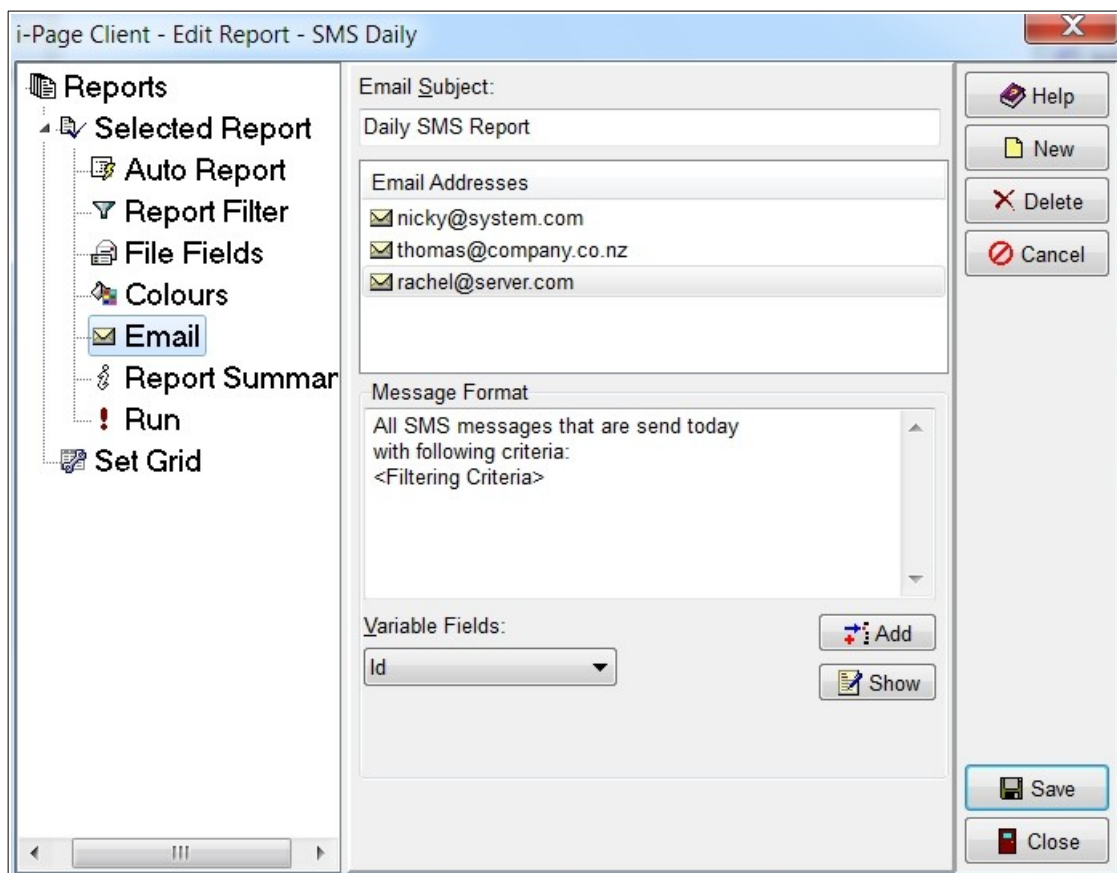 i-Page Client - Edit Report - SMS Daily
X
Reports
Selected Report
Auto Report
Report Filter
File Fields
Colours
Email
Report Summar
Run
Set Grid
Email Subject:
Daily SMS Report
Email Addresses
nicky@system.com
thomas@company.co.nz
rachel@server.com
Message Format
All SMS messages that are send today
with following criteria:
<Filtering Criteria>
Variable Fields:
Id
Add
Show
Help
New
Delete
Cancel
Save
Close